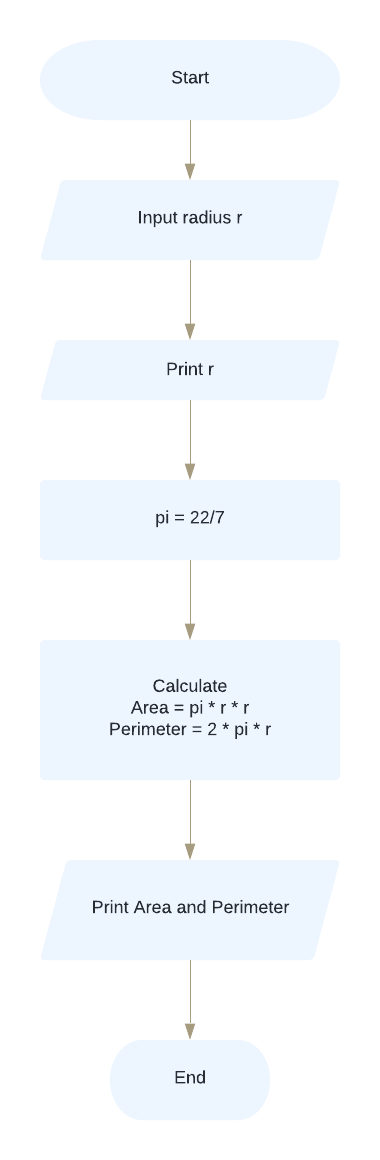 Start
Input radius r
Print r
pi = 22/7
Calculate
Area = pi * r * r
Perimeter = 2 * pi * r
Print Area and Perimeter
End